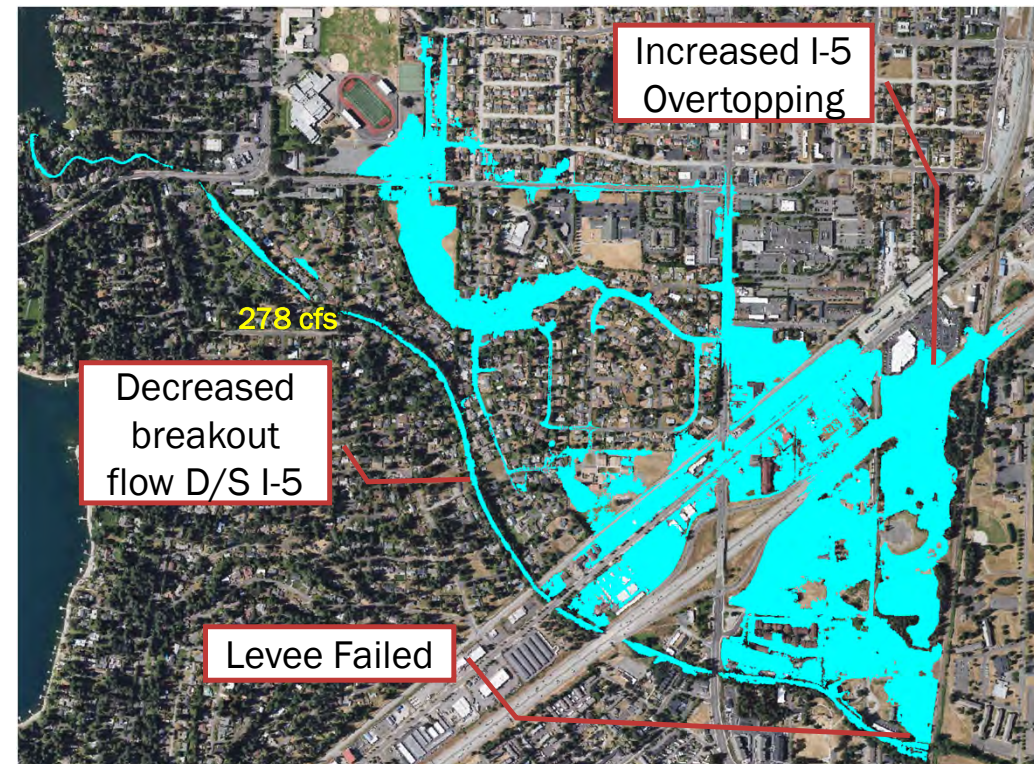 Increased I-5
Overtopping
278 cfs
Decreased
breakout
flow D/S I-5
Levee Failed